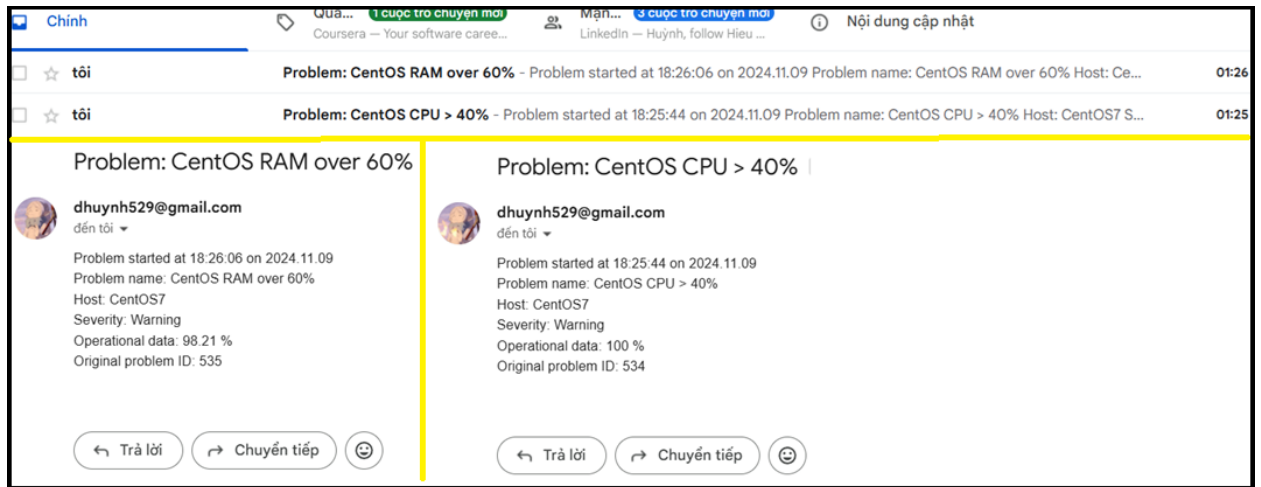 Chính
Qua... 1 cuộc trò chuyện mới
Coursera — Your software caree...
Mạn... 3 cuộc trò chuyện mới
LinkedIn — Huỳnh, follow Hieu ...
Nội dung cập nhật
tôi Problem: CentOS RAM over 60% - Problem started at 18:26:06 on 2024.11.09 Problem name: CentOS RAM over 60% Host: Ce... 01:26
tôi Problem: CentOS CPU > 40% - Problem started at 18:25:44 on 2024.11.09 Problem name: CentOS CPU > 40% Host: CentOS7 S... 01:25
Problem: CentOS RAM over 60%
dhuynh529@gmail.com
đến tôi
Problem started at 18:26:06 on 2024.11.09
Problem name: CentOS RAM over 60%
Host: CentOS7
Severity: Warning
Operational data: 98.21 %
Original problem ID: 535
Trả lời
Chuyển tiếp
Problem: CentOS CPU > 40%
dhuynh529@gmail.com
đến tôi
Problem started at 18:25:44 on 2024.11.09
Problem name: CentOS CPU > 40%
Host: CentOS7
Severity: Warning
Operational data: 100 %
Original problem ID: 534
Trả lời
Chuyển tiếp